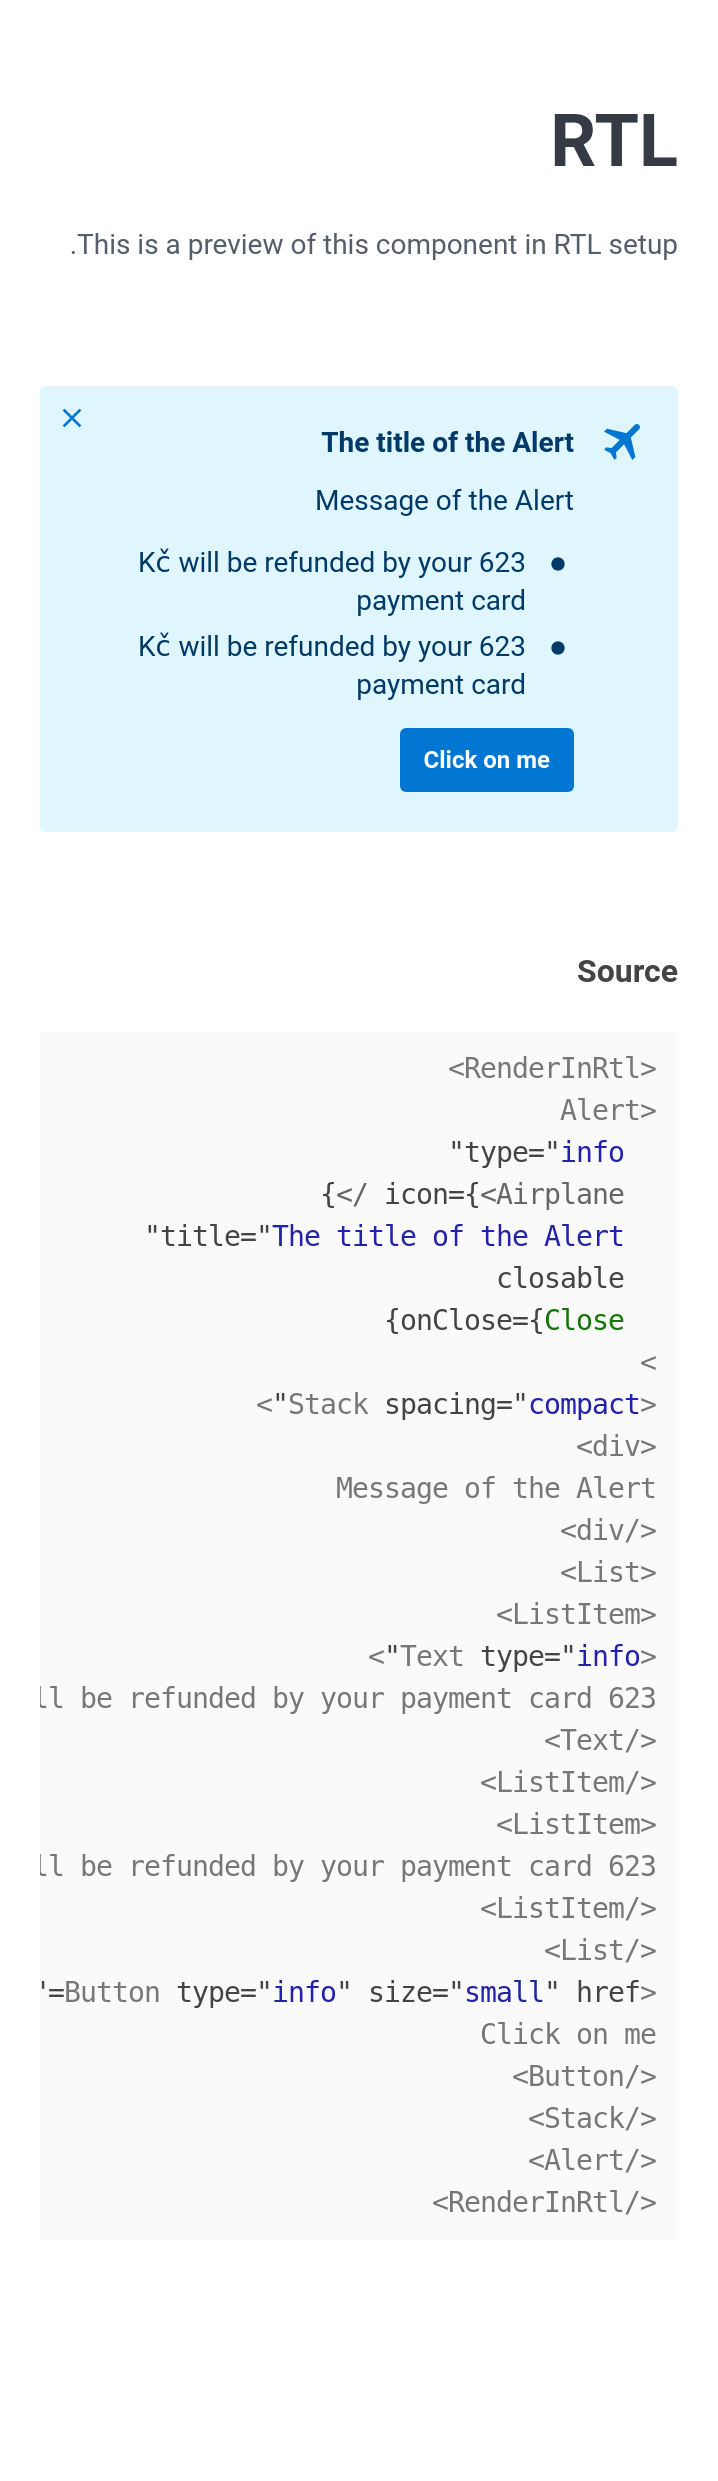 RTL
.This is a preview of this component in RTL setup
The title of the Alert
Message of the Alert
Kč will be refunded by your 623
payment card
Kč will be refunded by your 623
payment card
Click on me
Source
<RenderInRtl>
Alert>
"type="info
{</ icon={<Airplane
"title="The title of the Alert
closable
{onClose={Close
<
<"Stack spacing="compact>
<div>
Message of the Alert
<div/>
<List>
<ListItem>
<"Text type="info>
be refunded by your payment card 623
<Text/>
<ListItem/>
<ListItem>
be refunded by your payment card 623
<ListItem/>
<List/>
=Button type="info" size="small" href>
Click on me
<Button/>
<Stack/>
<Alert/>
<RenderInRtl/>